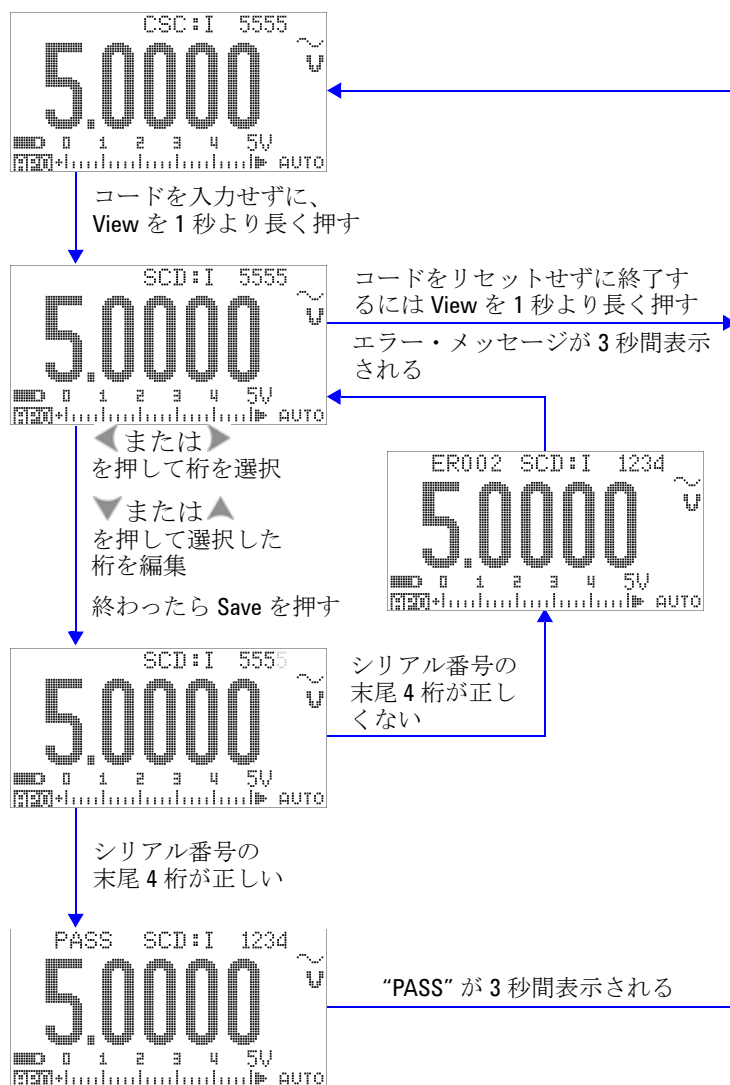 CSC:I 5555
5.0000
~
V
0 1 2 3 4 5V
APO AUTO
コードを入力せずに、
View を 1 秒より長く押す
SCD:I 5555
5.0000
~
V
0 1 2 3 4 5V
APO AUTO
コードをリセットせずに終了す
るには View を 1 秒より長く押す
エラー・メッセージが 3 秒間表示
される
◀または▶
を押して桁を選択
▼または▲
を押して選択した
桁を編集
終わったら Save を押す
ER002 SCD:I 1234
5.0000
~
V
0 1 2 3 4 5V
APO AUTO
SCD:I 5555
5.0000
~
V
0 1 2 3 4 5V
APO AUTO
シリアル番号の
末尾 4 桁が正し
くない
シリアル番号の
末尾 4 桁が正しい
PASS SCD:I 1234
5.0000
~
V
0 1 2 3 4 5V
APO AUTO
“PASS” が 3 秒間表示される